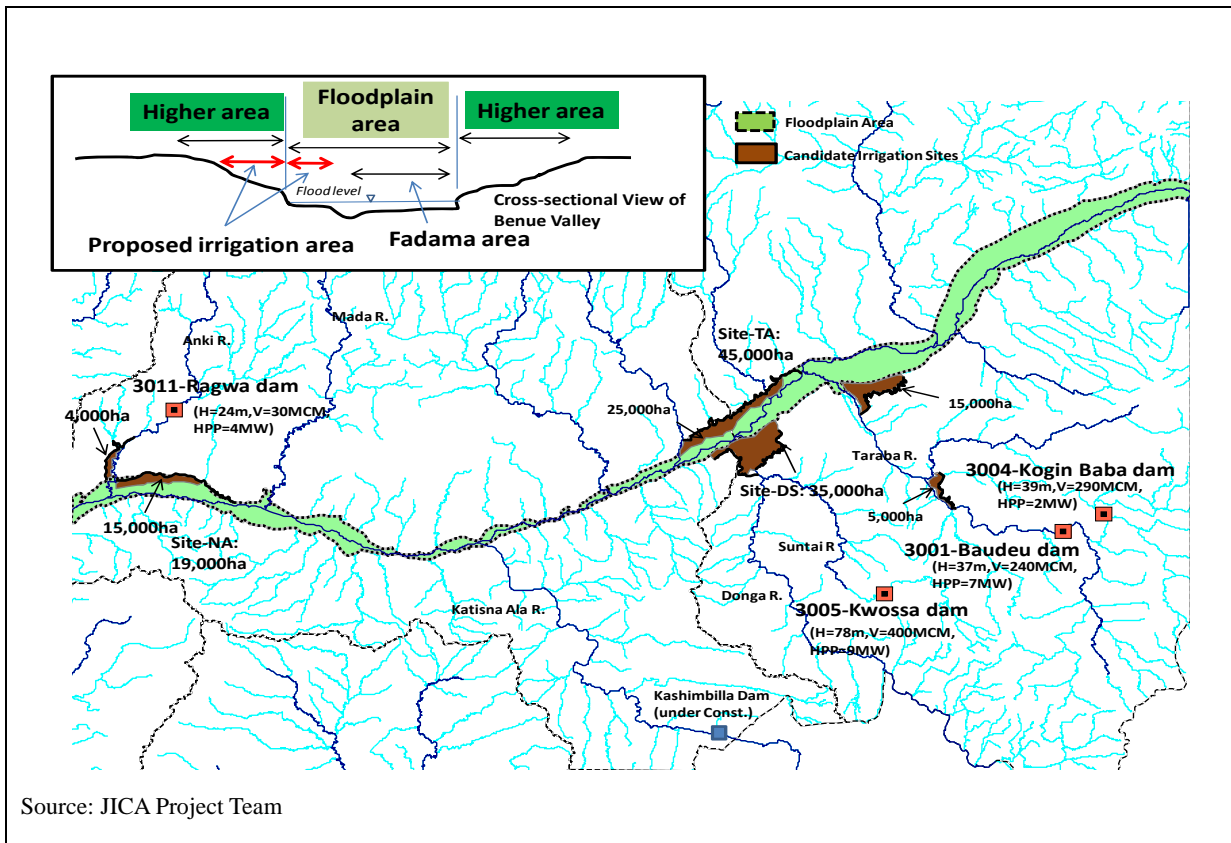 Higher area
Floodplain
area
Higher area
Flood level
Cross-sectional View of
Benue Valley
Proposed irrigation area
Fadama area
Floodplain Area
Candidate Irrigation Sites
Mada R.
Anki R.
3011-Ragwa dam
(H=24m,V=30MCM,
HPP=4MW)
4,000ha
15,000ha
Site-NA:
19,000ha
Site-TA:
45,000ha
25,000ha
15,000ha
Taraba R.
Site-DS: 35,000ha
5,000ha
3004-Kogin Baba dam
(H=39m,V=290MCM,
HPP=2MW)
3001-Baudeu dam
(H=37m,V=240MCM,
HPP=7MW)
Suntai R
Donga R.
3005-Kwossa dam
(H=78m,V=400MCM,
HPP=9MW)
Katisna Ala R.
Kashimbilla Dam
(under Const.)
Source: JICA Project Team